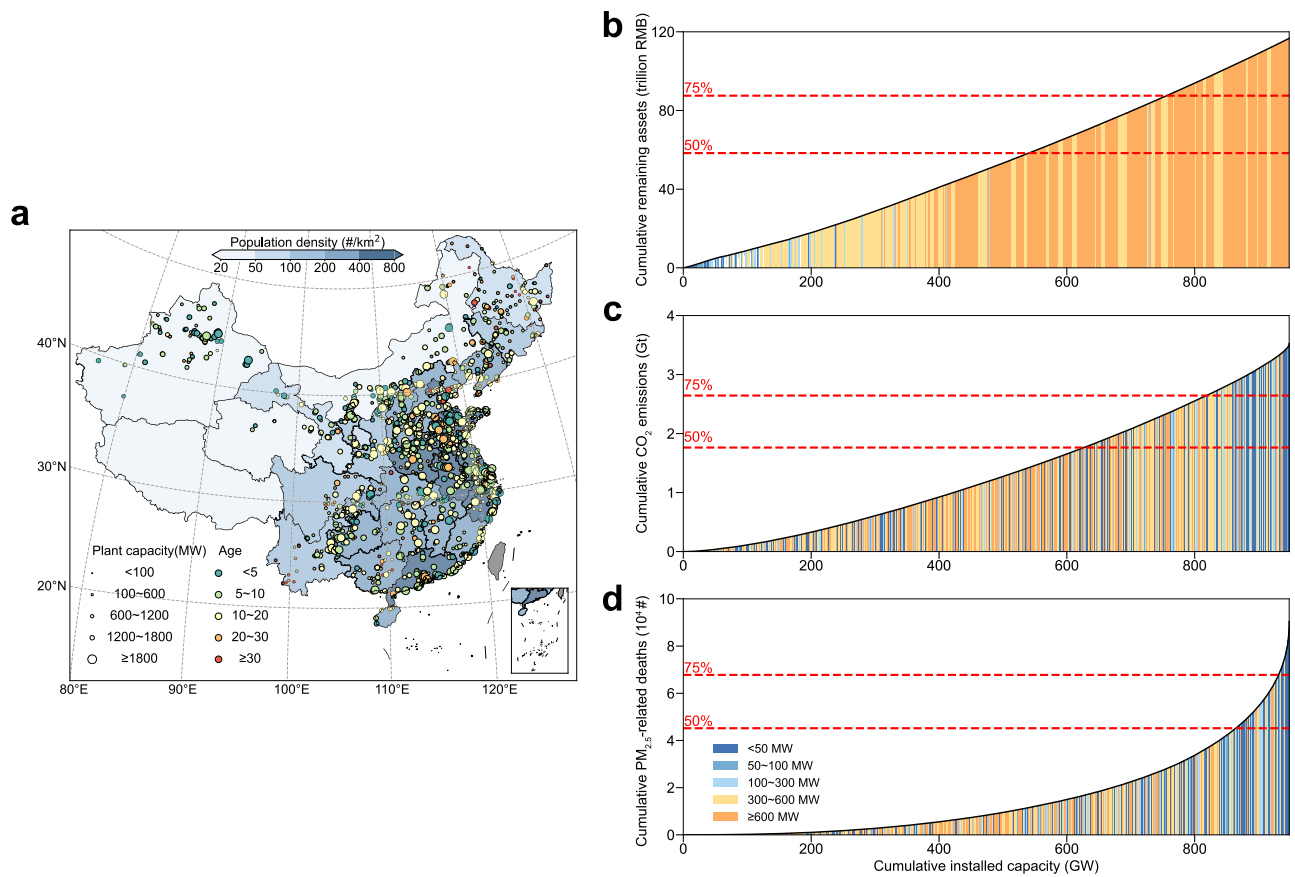 a
Population density (#/km²)
20 50 100 200 400 800
40°N
30°N
20°N
80°E 90°E 100°E 110°E 120°E
Plant capacity(MW) Age
<100 <5
100~600 5~10
600~1200 10~20
1200~1800 20~30
≥1800 ≥30
b
Cumulative remaining assets (trillion RMB)
120
80
40
0
75%
50%
0 200 400 600 800
c
Cumulative CO₂ emissions (Gt)
4
3
2
1
0
75%
50%
0 200 400 600 800
d
Cumulative PM₂.₅-related deaths (10⁴ #)
10
8
6
4
2
0
75%
50%
<50 MW
50~100 MW
100~300 MW
300~600 MW
≥600 MW
0 200 400 600 800
Cumulative installed capacity (GW)